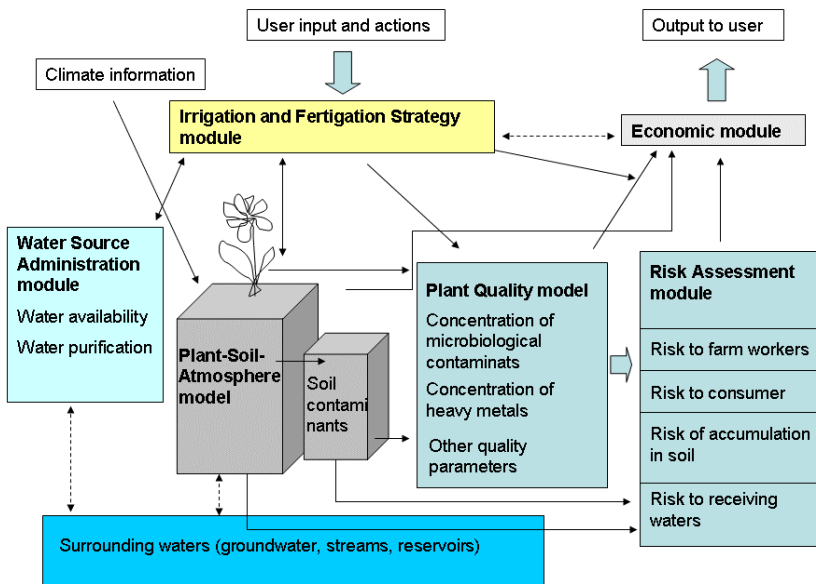 User input and actions
Output to user
Climate information
Irrigation and Fertigation Strategy
module
Economic module
Water Source
Administration
module
Water availability
Water purification
Plant-Soil-
Atmosphere
model
Soil
contami
nants
Plant Quality model
Concentration of
microbiological
contaminats
Concentration of
heavy metals
Other quality
parameters
Risk Assessment
module
Risk to farm workers
Risk to consumer
Risk of accumulation
in soil
Risk to receiving
waters
Surrounding waters (groundwater, streams, reservoirs)